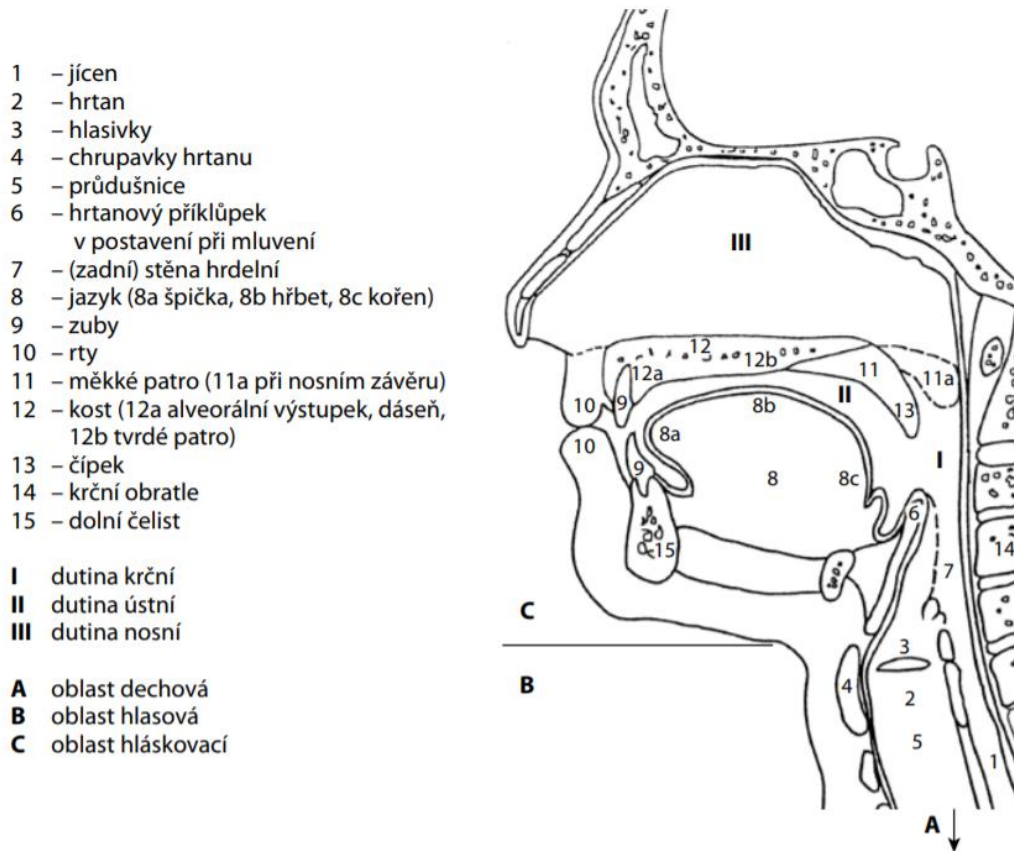 1 – jícen
2 – hrtan
3 – hlasivky
4 – chrupavky hrtanu
5 – průdušnice
6 – hrtanový příklůpek
v postavení při mluvení
7 – (zadní) stěna hrdelní
8 – jazyk (8a špička, 8b hřbet, 8c kořen)
9 – zuby
10 – rty
11 – měkké patro (11a při nosním závěru)
12 – kost (12a alveorální výstupek, dáseň,
12b tvrdé patro)
13 – čípek
14 – krční obratle
15 – dolní čelist
I dutina krční
II dutina ústní
III dutina nosní
A oblast dechová
B oblast hlasová
C oblast hláskovací
III
12
12b
12a
11
11a
II
10
9
8b
13
10
8a
9
8
8c
I
6
15
14
7
C
3
B
4
2
5
1
A